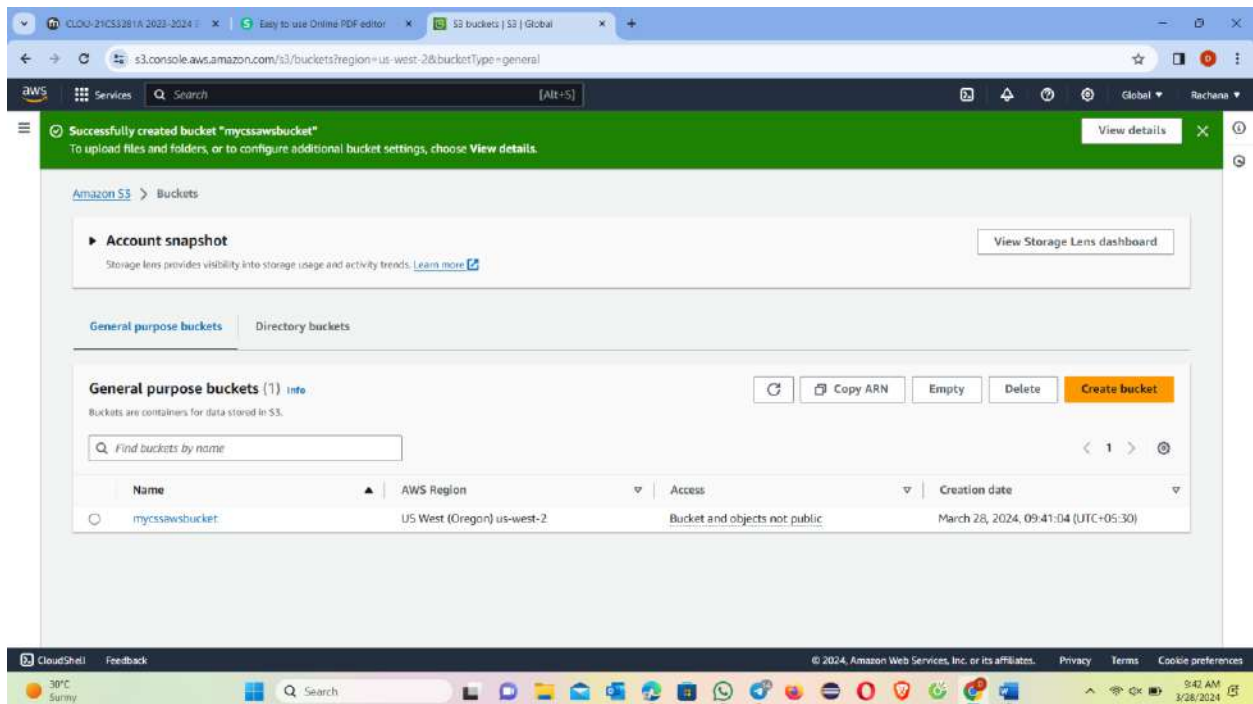 CLOU-21CS3281A 2023-2024 Easy to use Online PDF editor S3 buckets | S3 | Global
s3.console.aws.amazon.com/s3/buckets?region=us-west-2&bucketType=general
aws Services Search [Alt+S] Global Rachana
Successfully created bucket "mycssawsbucket"
View details
To upload files and folders, or to configure additional bucket settings, choose View details.
Amazon S3 > Buckets
Account snapshot
View Storage Lens dashboard
Storage lens provides visibility into storage usage and activity trends. Learn more
General purpose buckets Directory buckets
General purpose buckets (1) Info
Copy ARN Empty Delete Create bucket
Buckets are containers for data stored in S3.
Find buckets by name
1
Name AWS Region Access Creation date
mycssawsbucket US West (Oregon) us-west-2 Bucket and objects not public March 28, 2024, 09:41:04 (UTC+05:30)
CloudShell Feedback © 2024, Amazon Web Services, Inc. or its affiliates. Privacy Terms Cookie preferences
30°C
Sunny
Search
9:42 AM
3/28/2024